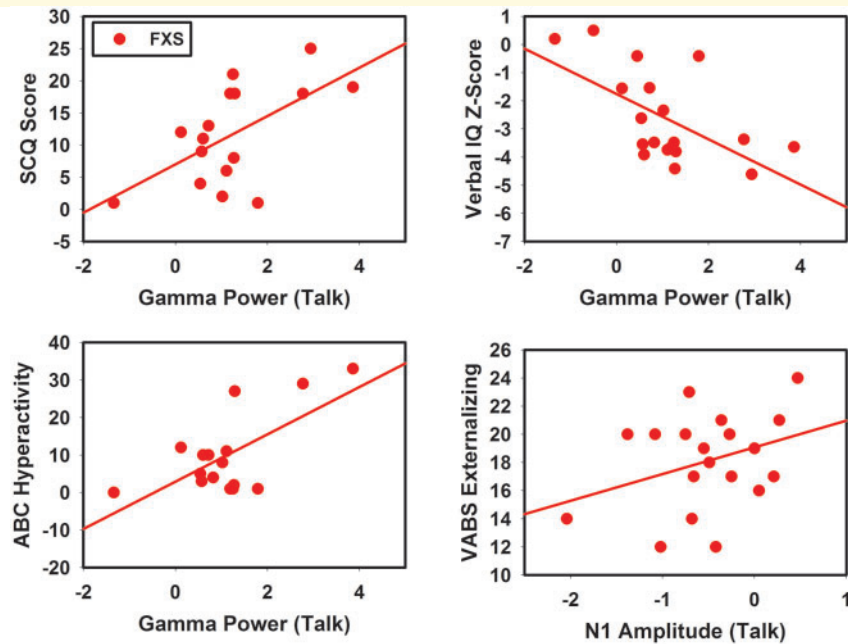 30
25
20
15
10
5
0
-5
FXS
SCQ Score
-2 0 2 4
Gamma Power (Talk)
1
0
-1
-2
-3
-4
-5
-6
-7
Verbal IQ Z-Score
-2 0 2 4
Gamma Power (Talk)
40
30
20
10
0
-10
-20
ABC Hyperactivity
-2 0 2 4
Gamma Power (Talk)
26
24
22
20
18
16
14
12
10
VABS Externalizing
-2 -1 0 1
N1 Amplitude (Talk)